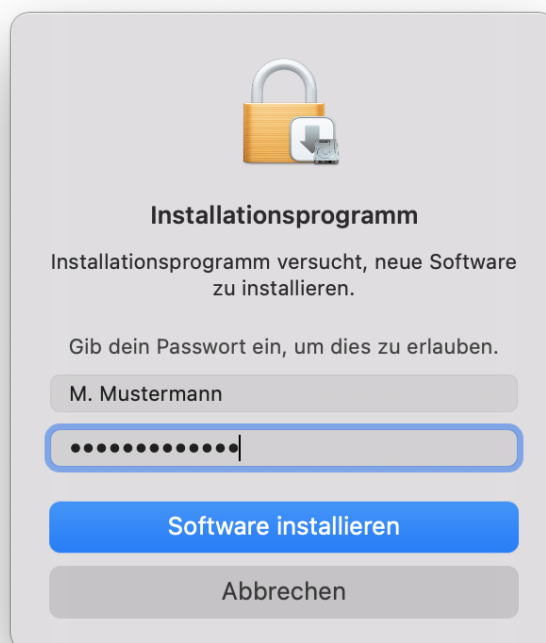 Installationsprogramm
Installationsprogramm versucht, neue Software
zu installieren.
Gib dein Passwort ein, um dies zu erlauben.
M. Mustermann
•••••••••••••
Software installieren
Abbrechen